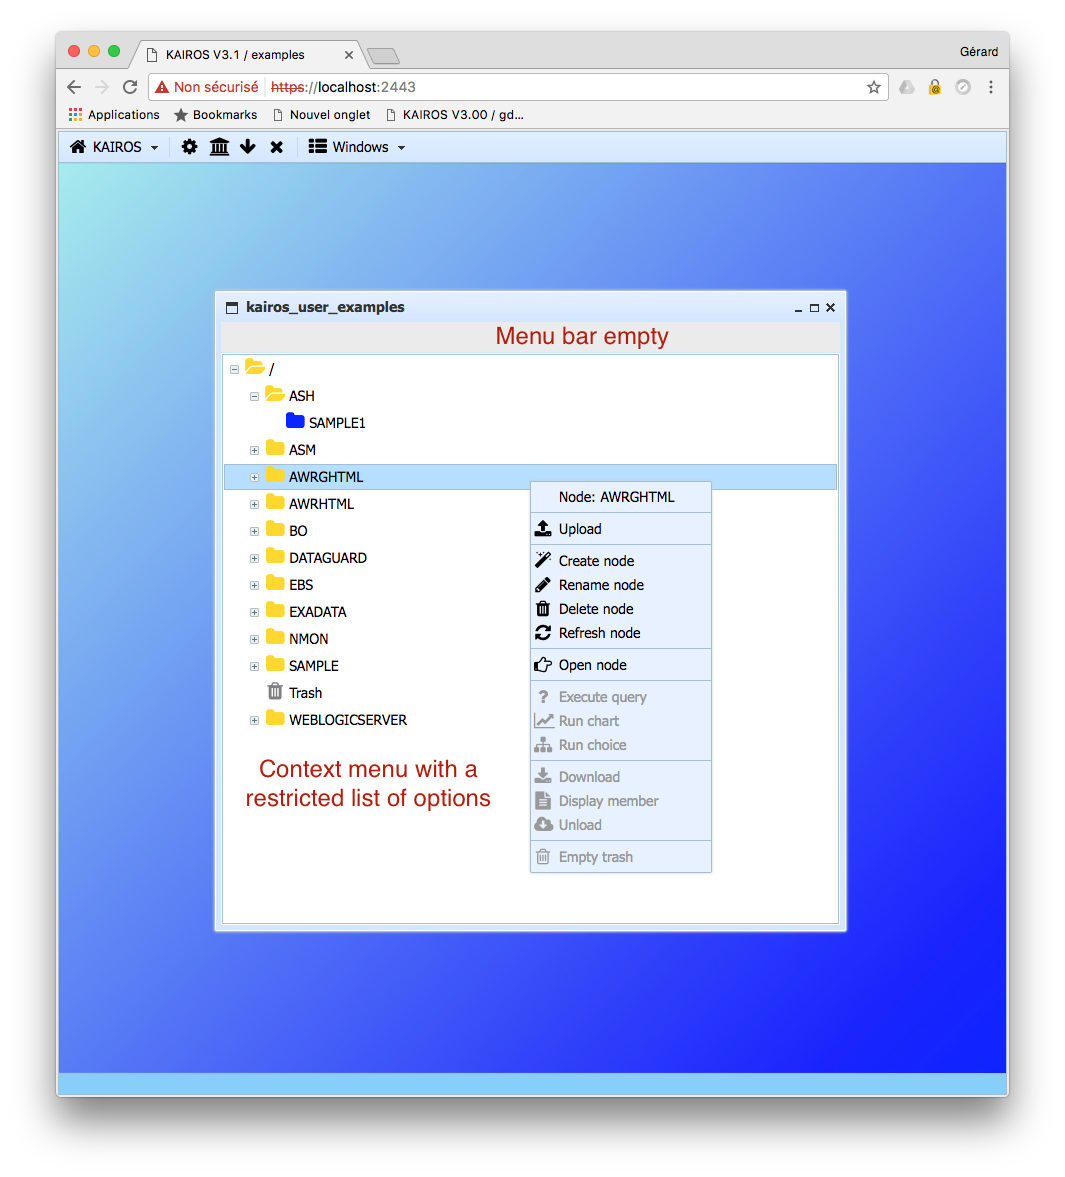 KAIROS V3.1 / examples
Gérard
Non sécurisé https://localhost:2443
Applications Bookmarks Nouvel onglet KAIROS V3.00 / gd...
KAIROS Windows
kairos_user_examples
Menu bar empty
/
ASH
SAMPLE1
ASM
AWRGHTML
AWRHTML
BO
DATAGUARD
EBS
EXADATA
NMON
SAMPLE
Trash
WEBLOGICSERVER
Node: AWRGHTML
Upload
Create node
Rename node
Delete node
Refresh node
Open node
Execute query
Run chart
Run choice
Download
Display member
Unload
Empty trash
Context menu with a
restricted list of options